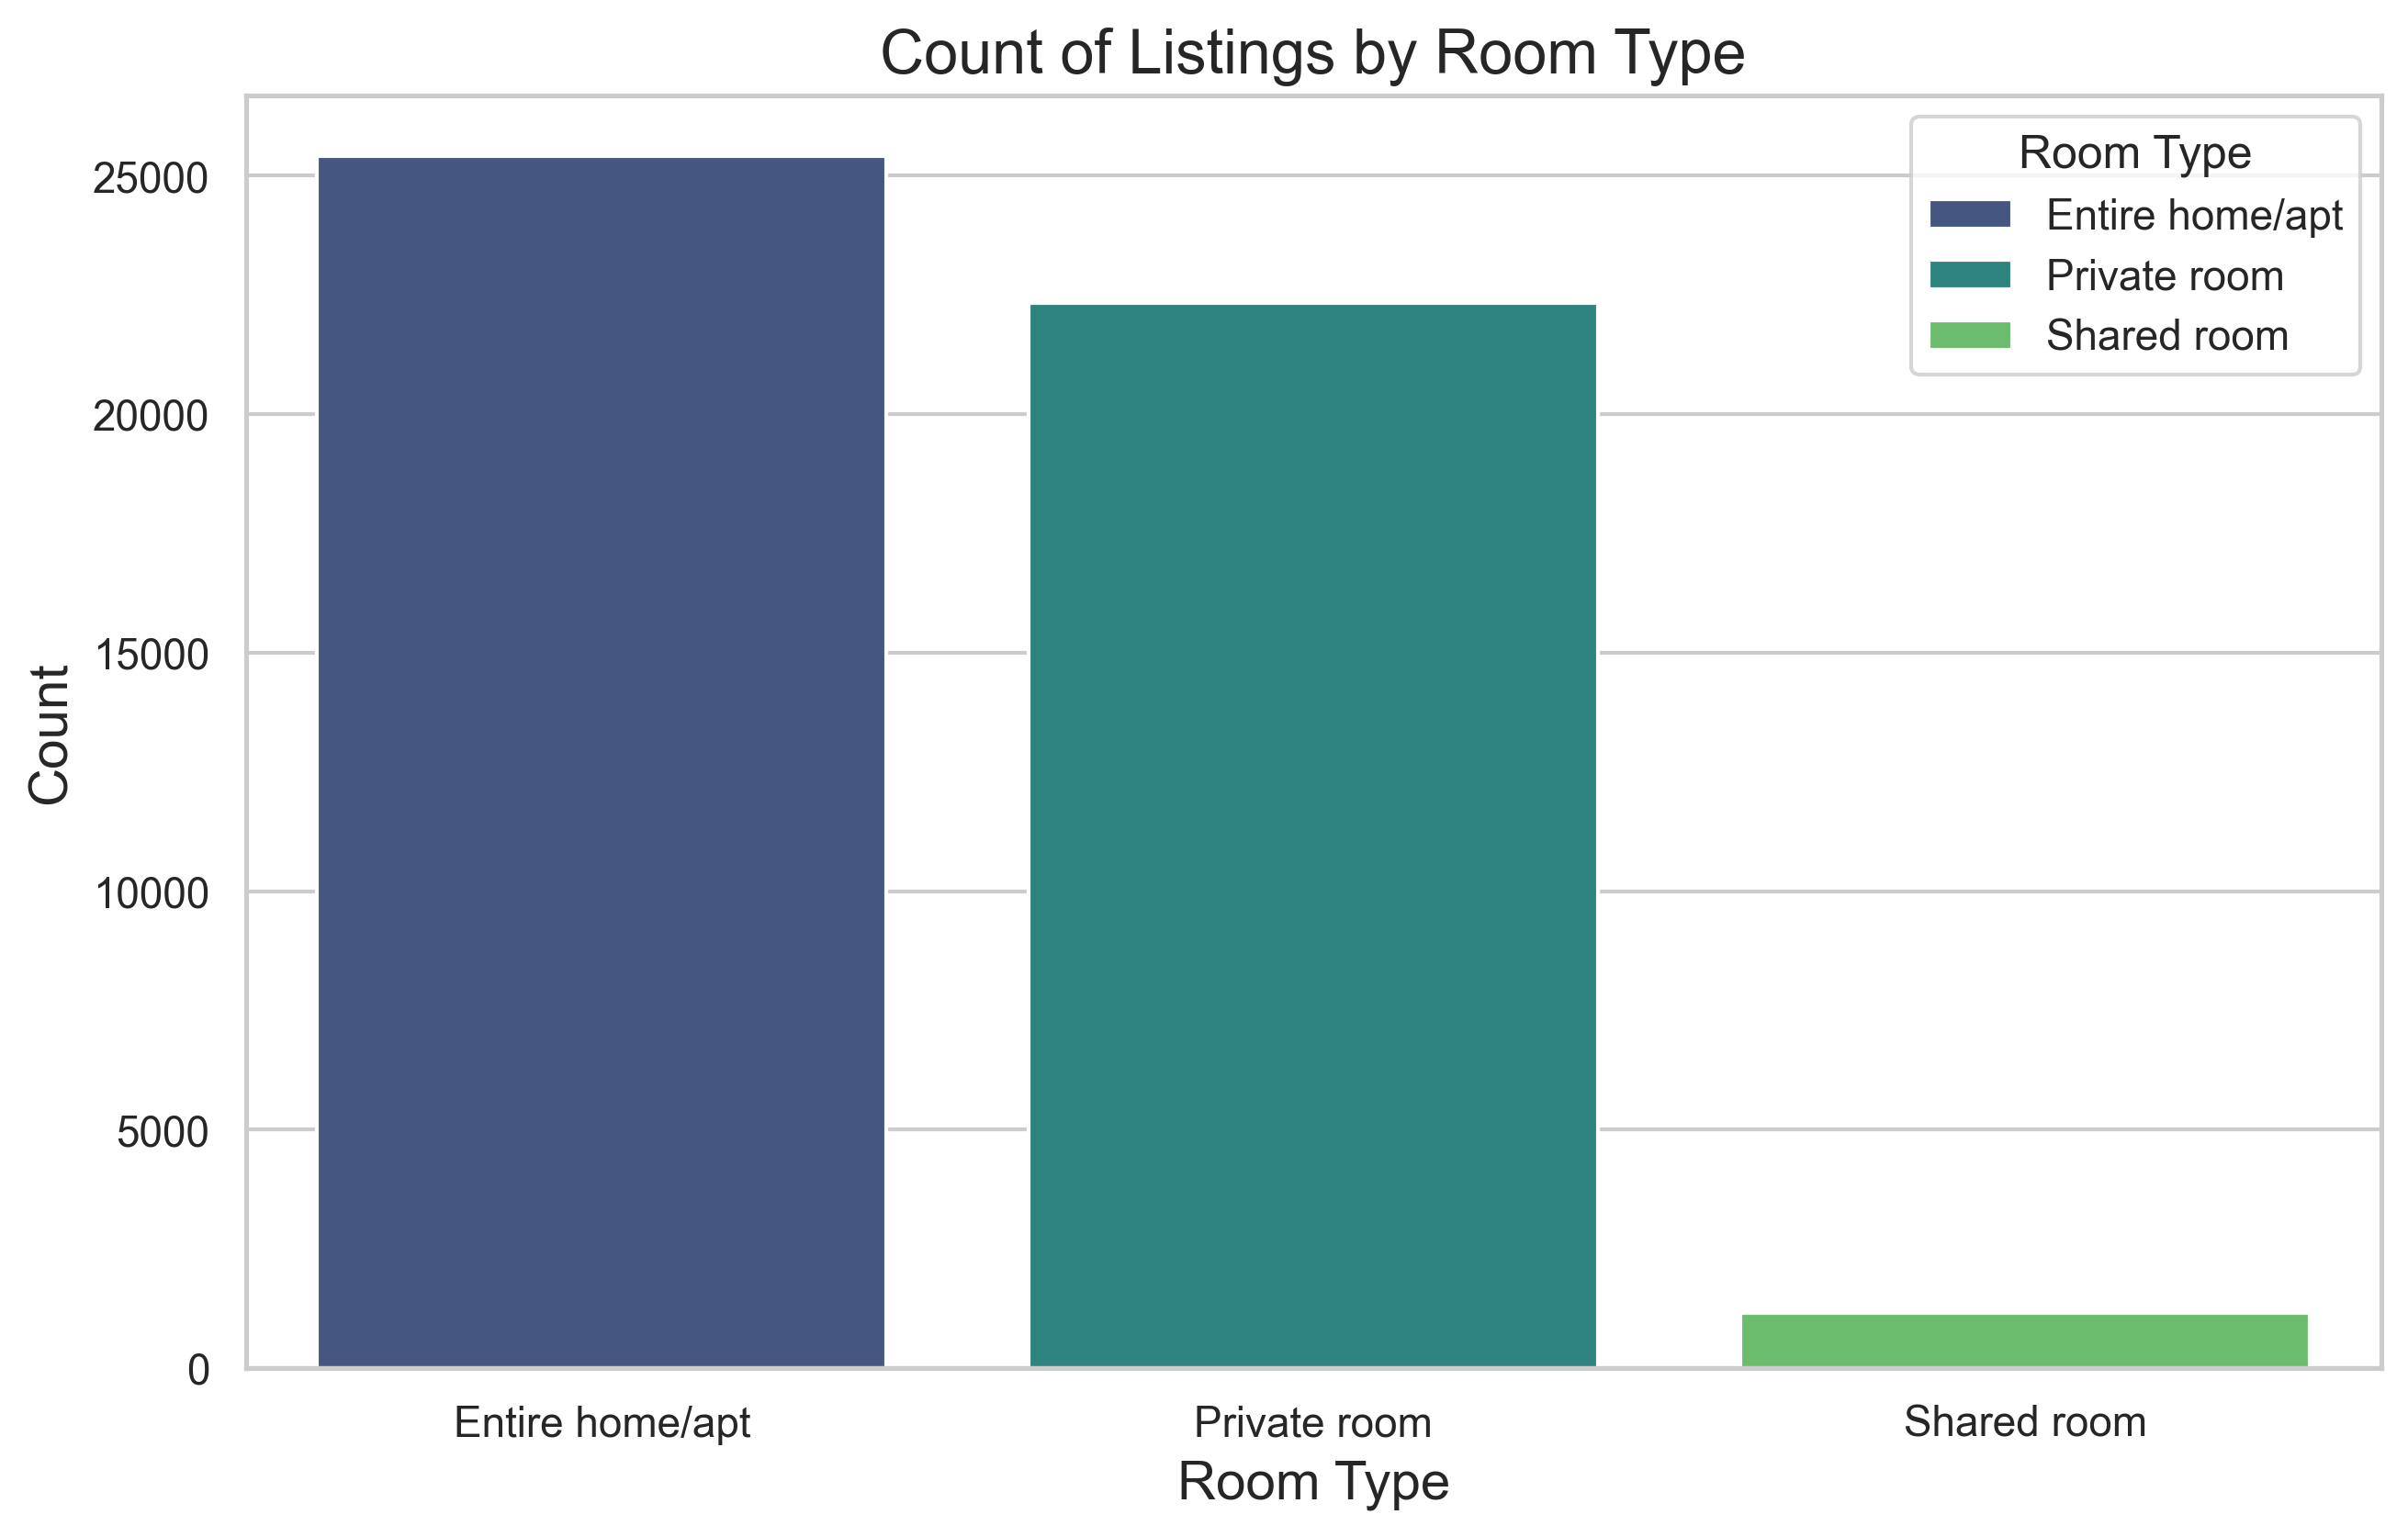 Count of Listings by Room Type
Room Type
Entire home/apt
Private room
Shared room
Count
25000
20000
15000
10000
5000
0
Entire home/apt
Private room
Shared room
Room Type